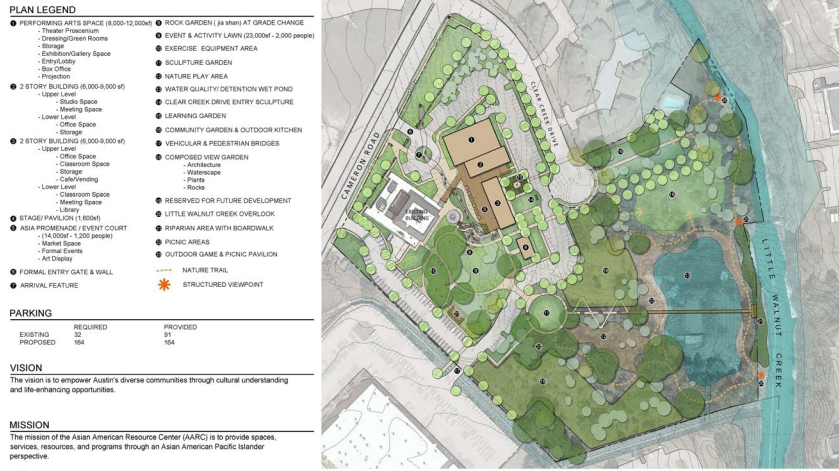 PLAN LEGEND
1 PERFORMING ARTS SPACE (8,000-12,000sf)
- Theater Proscenium
- Dressing/Green Rooms
- Storage
- Exhibition/Gallery Space
- Entry/Lobby
- Box Office
- Projection
2 2 STORY BUILDING (6,000-9,000 sf)
- Upper Level
- Studio Space
- Meeting Space
- Lower Level
- Office Space
- Storage
3 2 STORY BUILDING (6,000-9,000 sf)
- Upper Level
- Office Space
- Classroom Space
- Storage
- Cafe/Vending
- Lower Level
- Classroom Space
- Meeting Space
- Library
4 STAGE/ PAVILION (1,600sf)
5 ASIA PROMENADE / EVENT COURT
- (14,000sf - 1,200 people)
- Market Space
- Formal Events
- Art Display
6 FORMAL ENTRY GATE & WALL
7 ARRIVAL FEATURE
8 ROCK GARDEN ( jia shan) AT GRADE CHANGE
9 EVENT & ACTIVITY LAWN (23,000sf - 2,000 people)
10 EXERCISE EQUIPMENT AREA
11 SCULPTURE GARDEN
12 NATURE PLAY AREA
13 WATER QUALITY/ DETENTION WET POND
14 CLEAR CREEK DRIVE ENTRY SCULPTURE
15 LEARNING GARDEN
16 COMMUNITY GARDEN & OUTDOOR KITCHEN
17 VEHICULAR & PEDESTRIAN BRIDGES
18 COMPOSED VIEW GARDEN
- Architecture
- Waterscape
- Plants
- Rocks
19 RESERVED FOR FUTURE DEVELOPMENT
20 LITTLE WALNUT CREEK OVERLOOK
21 RIPARIAN AREA WITH BOARDWALK
22 PICNIC AREAS
23 OUTDOOR GAME & PICNIC PAVILION
NATURE TRAIL
STRUCTURED VIEWPOINT
PARKING
REQUIRED PROVIDED
EXISTING 32 91
PROPOSED 164 164
VISION
The vision is to empower Austin's diverse communities through cultural understanding
and life-enhancing opportunities.
MISSION
The mission of the Asian American Resource Center (AARC) is to provide spaces,
services, resources, and programs through an Asian American Pacific Islander
perspective.
CAMERON ROAD
CLEAR CREEK DRIVE
EXISTING
BUILDING
LITTLE WALNUT CREEK